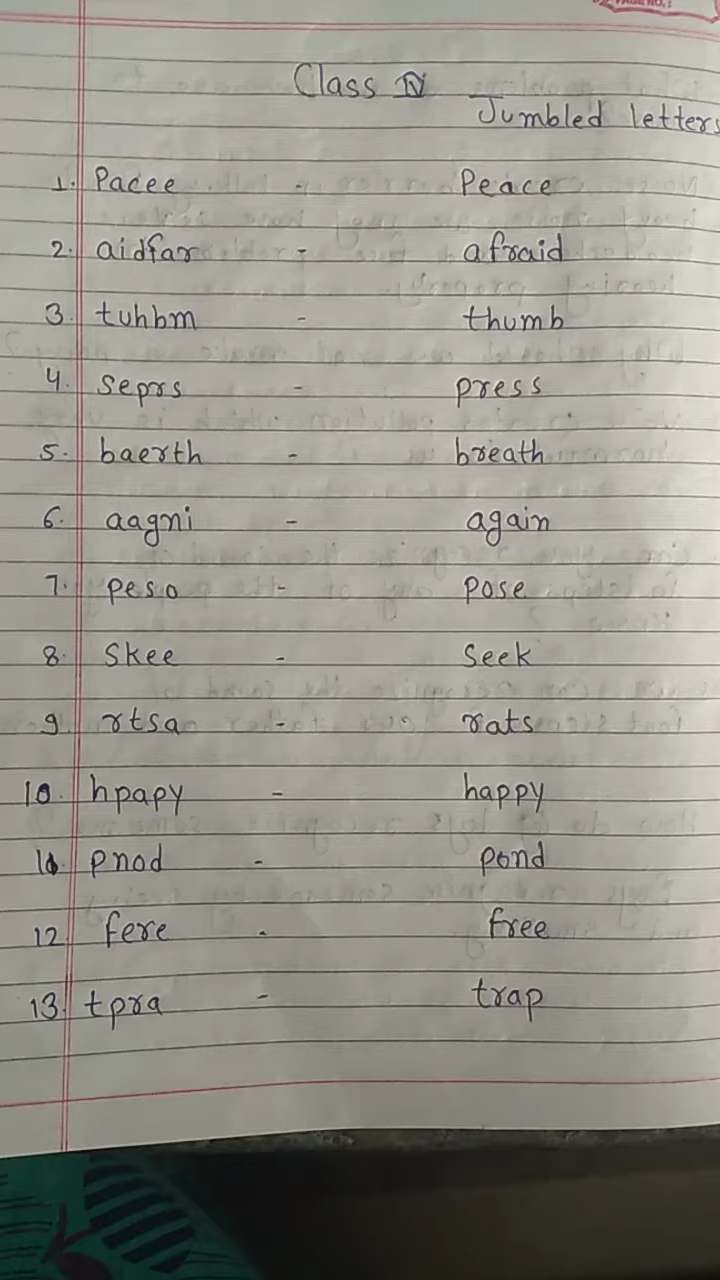 PAGE NO.:
Class IV
Jumbled letters
1. Pacee - Peace
2. aidfar - afraid
3. tuhbm - thumb
4. seprs - press
5. baerth - breath
6. aagni - again
7. peso - pose
8. Skee - Seek
9 rtsa - rats
10. hpapy - happy
11. pnod - pond
12 fere - free
13. tpra - trap